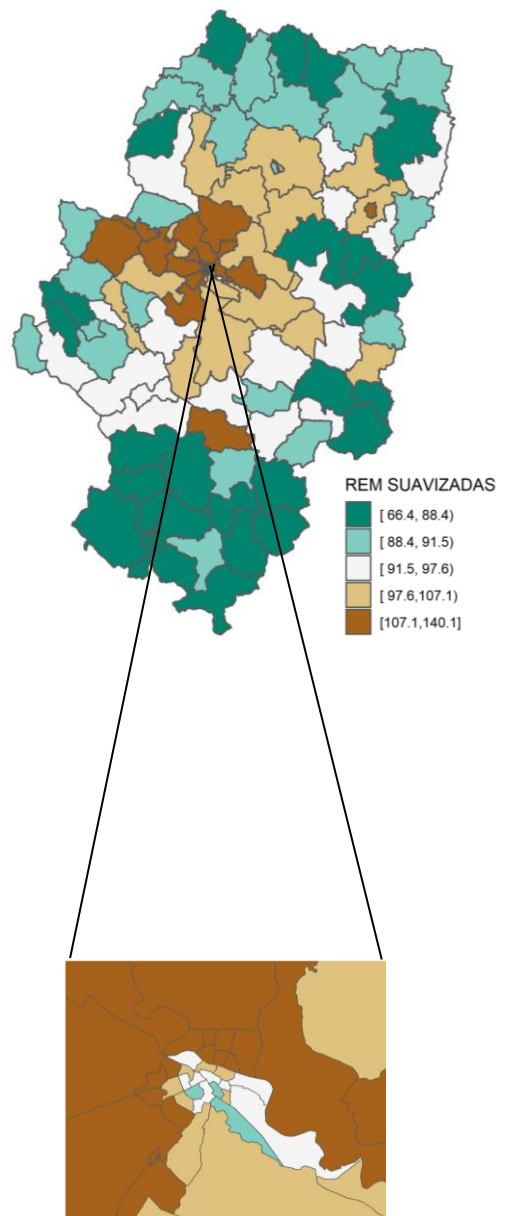 REM SUAVIZADAS
[ 66.4, 88.4)
[ 88.4, 91.5)
[ 91.5, 97.6)
[ 97.6,107.1)
[107.1,140.1]